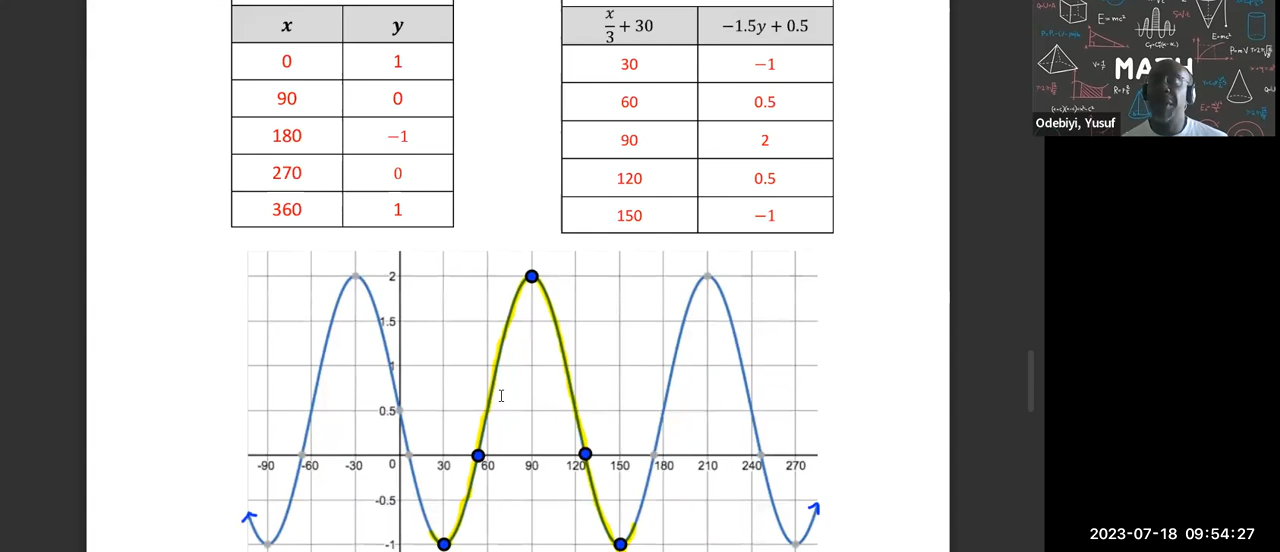 x y
0 1
90 0
180 −1
270 0
360 1
x/3 + 30 −1.5y + 0.5
30 −1
60 0.5
90 2
120 0.5
150 −1
2
1.5
1
0.5
-90 -60 -30 0 30 60 90 120 150 180 210 240 270
-0.5
-1
E=mc²
MATH
Odebiyi, Yusuf
2023-07-18 09:54:27